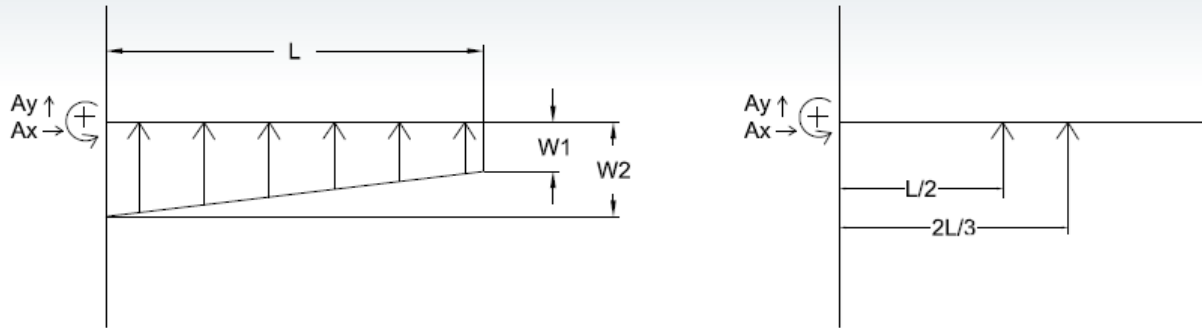 L
Ay ↑
Ax →
+
W1
W2
Ay ↑
Ax →
+
L/2
2L/3